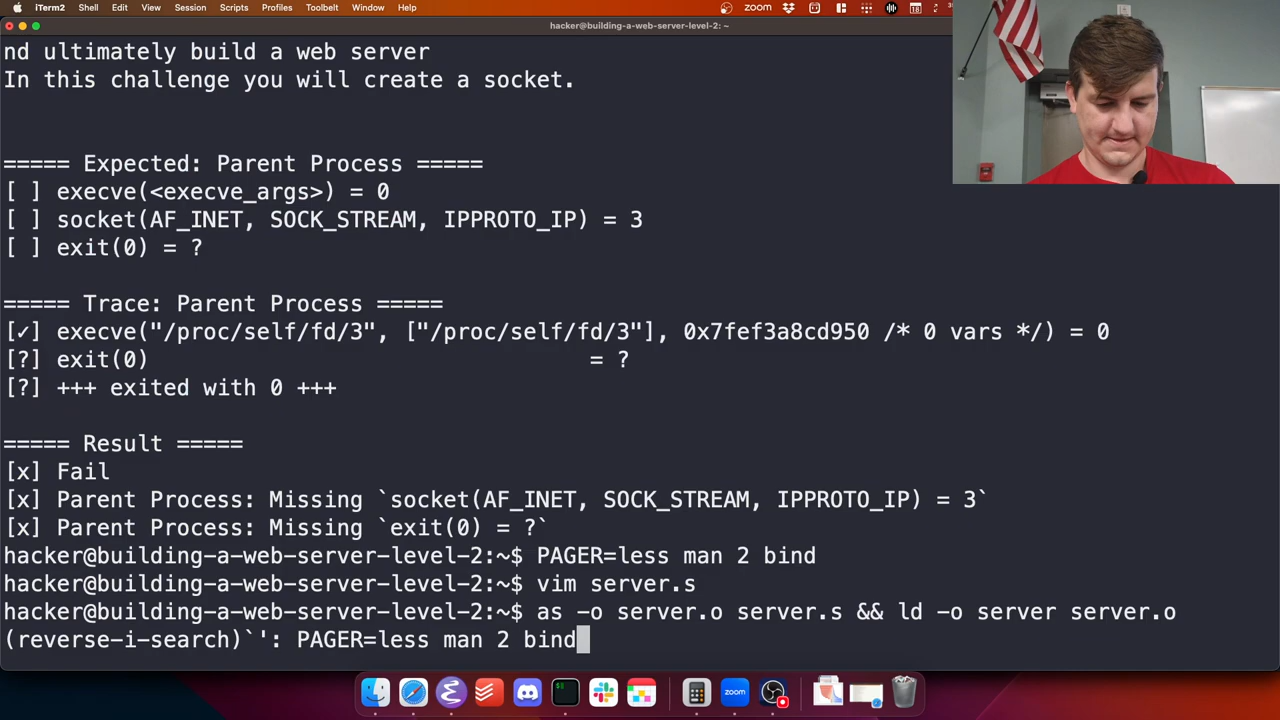 iTerm2 Shell Edit View Session Scripts Profiles Toolbelt Window Help zoom 18
hacker@building-a-web-server-level-2: ~
nd ultimately build a web server
In this challenge you will create a socket.
===== Expected: Parent Process =====
[ ] execve(<execve_args>) = 0
[ ] socket(AF_INET, SOCK_STREAM, IPPROTO_IP) = 3
[ ] exit(0) = ?
===== Trace: Parent Process =====
[✓] execve("/proc/self/fd/3", ["/proc/self/fd/3"], 0x7fef3a8cd950 /* 0 vars */) = 0
[?] exit(0)                                 = ?
[?] +++ exited with 0 +++
===== Result =====
[x] Fail
[x] Parent Process: Missing `socket(AF_INET, SOCK_STREAM, IPPROTO_IP) = 3`
[x] Parent Process: Missing `exit(0) = ?`
hacker@building-a-web-server-level-2:~$ PAGER=less man 2 bind
hacker@building-a-web-server-level-2:~$ vim server.s
hacker@building-a-web-server-level-2:~$ as -o server.o server.s && ld -o server server.o
(reverse-i-search)`': PAGER=less man 2 bind
zoom